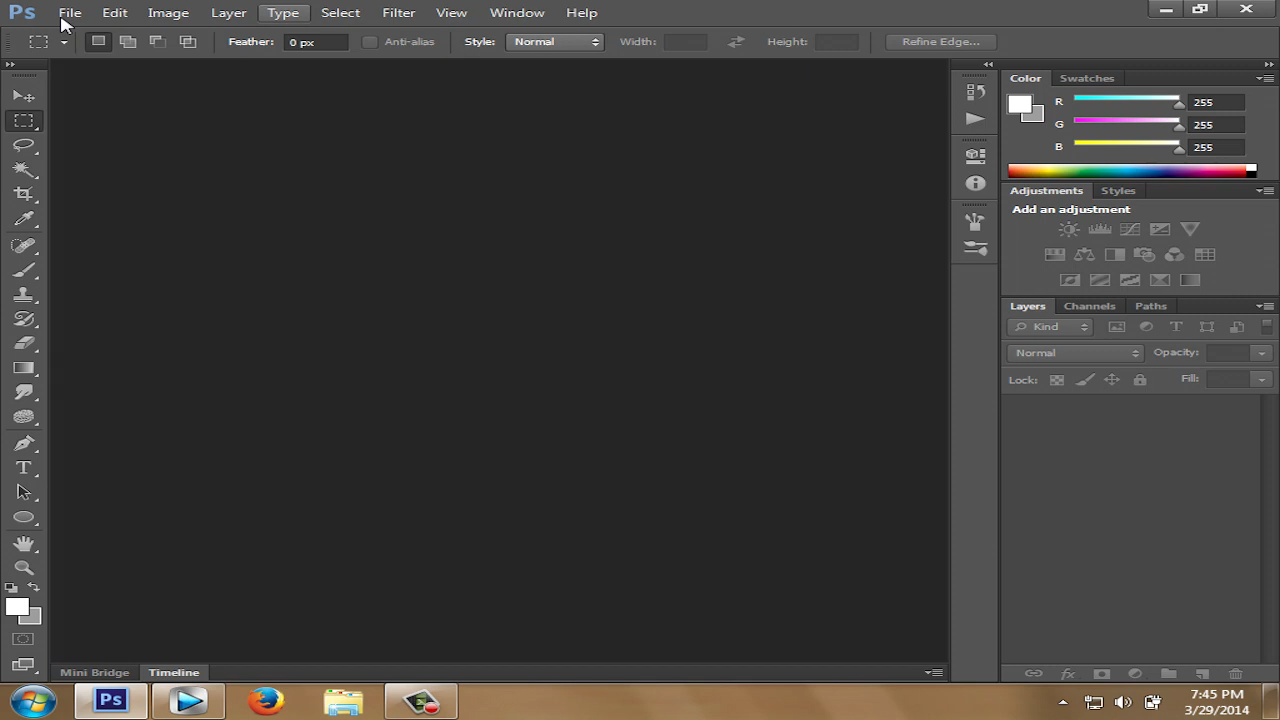 Ps File Edit Image Layer Type Select Filter View Window Help
Feather: 0 px Anti-alias Style: Normal Width: Height: Refine Edge...
Color Swatches
R 255
G 255
B 255
Adjustments Styles
Add an adjustment
Layers Channels Paths
Kind
Normal Opacity:
Lock: Fill:
Mini Bridge Timeline
Ps
7:45 PM
3/29/2014